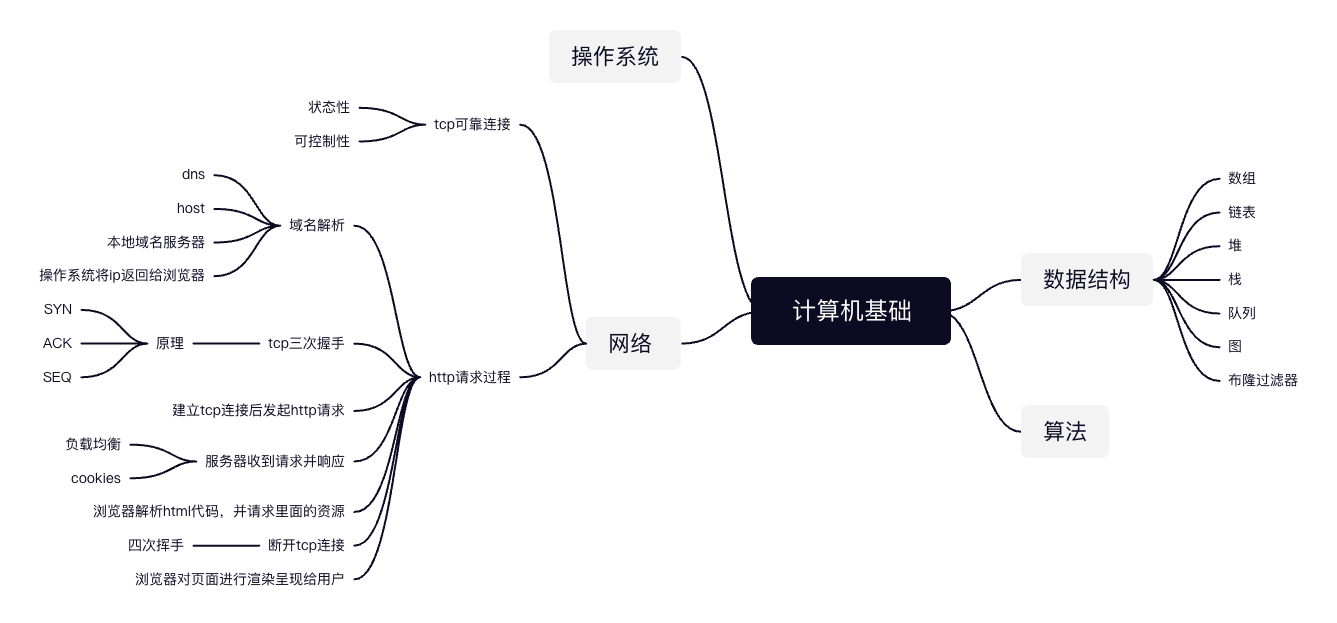 操作系统
状态性
tcp可靠连接
可控制性
dns
host
域名解析
本地域名服务器
操作系统将ip返回给浏览器
SYN
ACK
原理
tcp三次握手
SEQ
http请求过程
建立tcp连接后发起http请求
负载均衡
服务器收到请求并响应
cookies
浏览器解析html代码，并请求里面的资源
四次挥手
断开tcp连接
浏览器对页面进行渲染呈现给用户
网络
计算机基础
数据结构
数组
链表
堆
栈
队列
图
布隆过滤器
算法